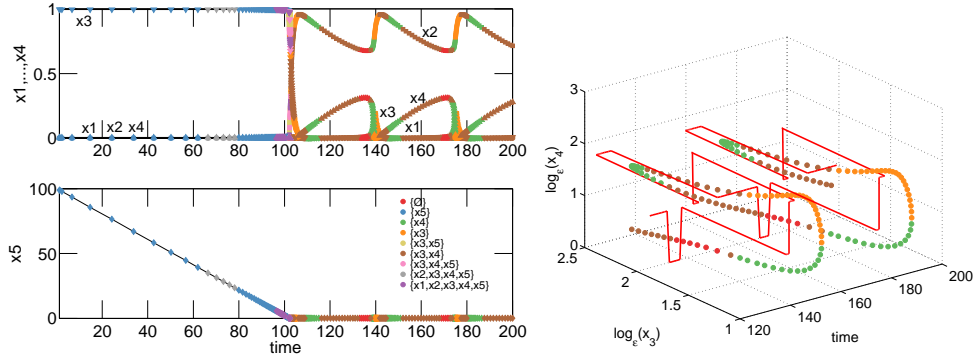 x1,...,x4
1
0.5
0
x3
x1 x2 x4
x2
x3
x4
x1
0 20 40 60 80 100 120 140 160 180 200
x5
100
50
0
{Ø}
{x5}
{x4}
{x3}
{x3,x5}
{x3,x4}
{x3,x4,x5}
{x2,x3,x4,x5}
{x1,x2,x3,x4,x5}
20 40 60 80 100 120 140 160 180 200
time
log_ε(x_4)
3
2
1
0
2.5
2
1.5
1
log_ε(x_3)
120
140
160
180
200
time